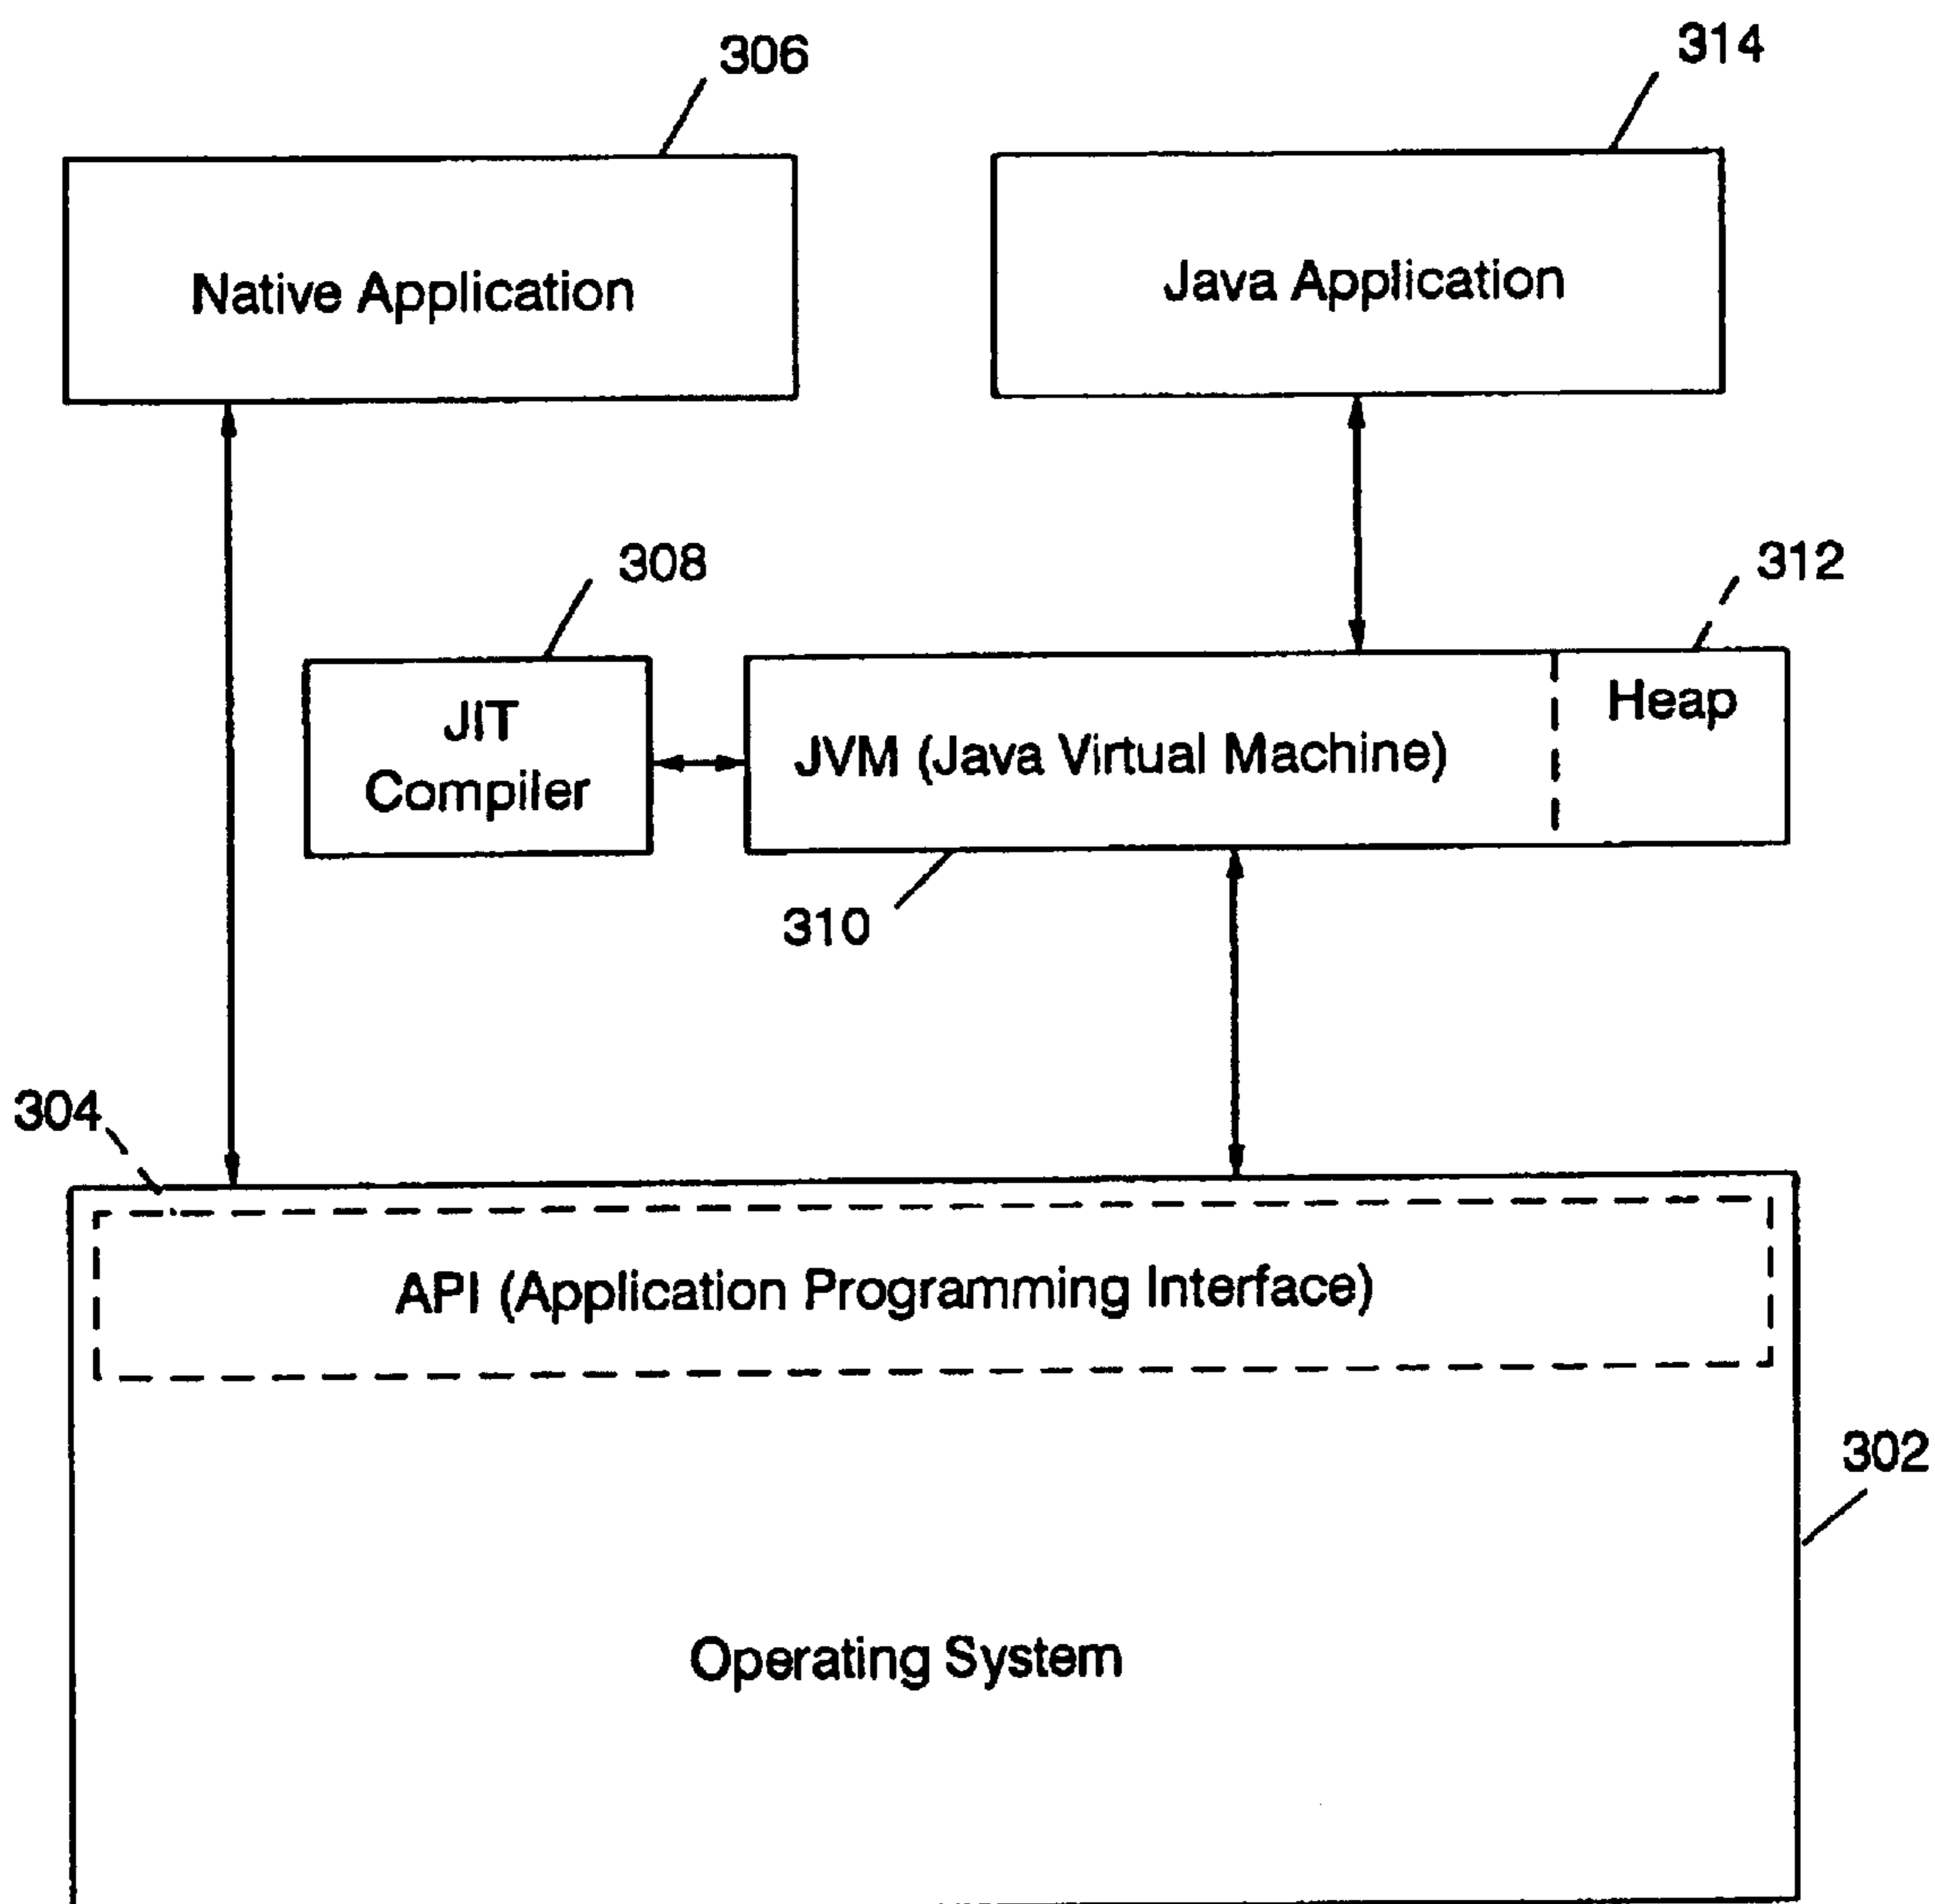 306
314
Native Application
Java Application
308
312
JIT
Compiler
JVM (Java Virtual Machine)
Heap
310
304
API (Application Programming Interface)
302
Operating System